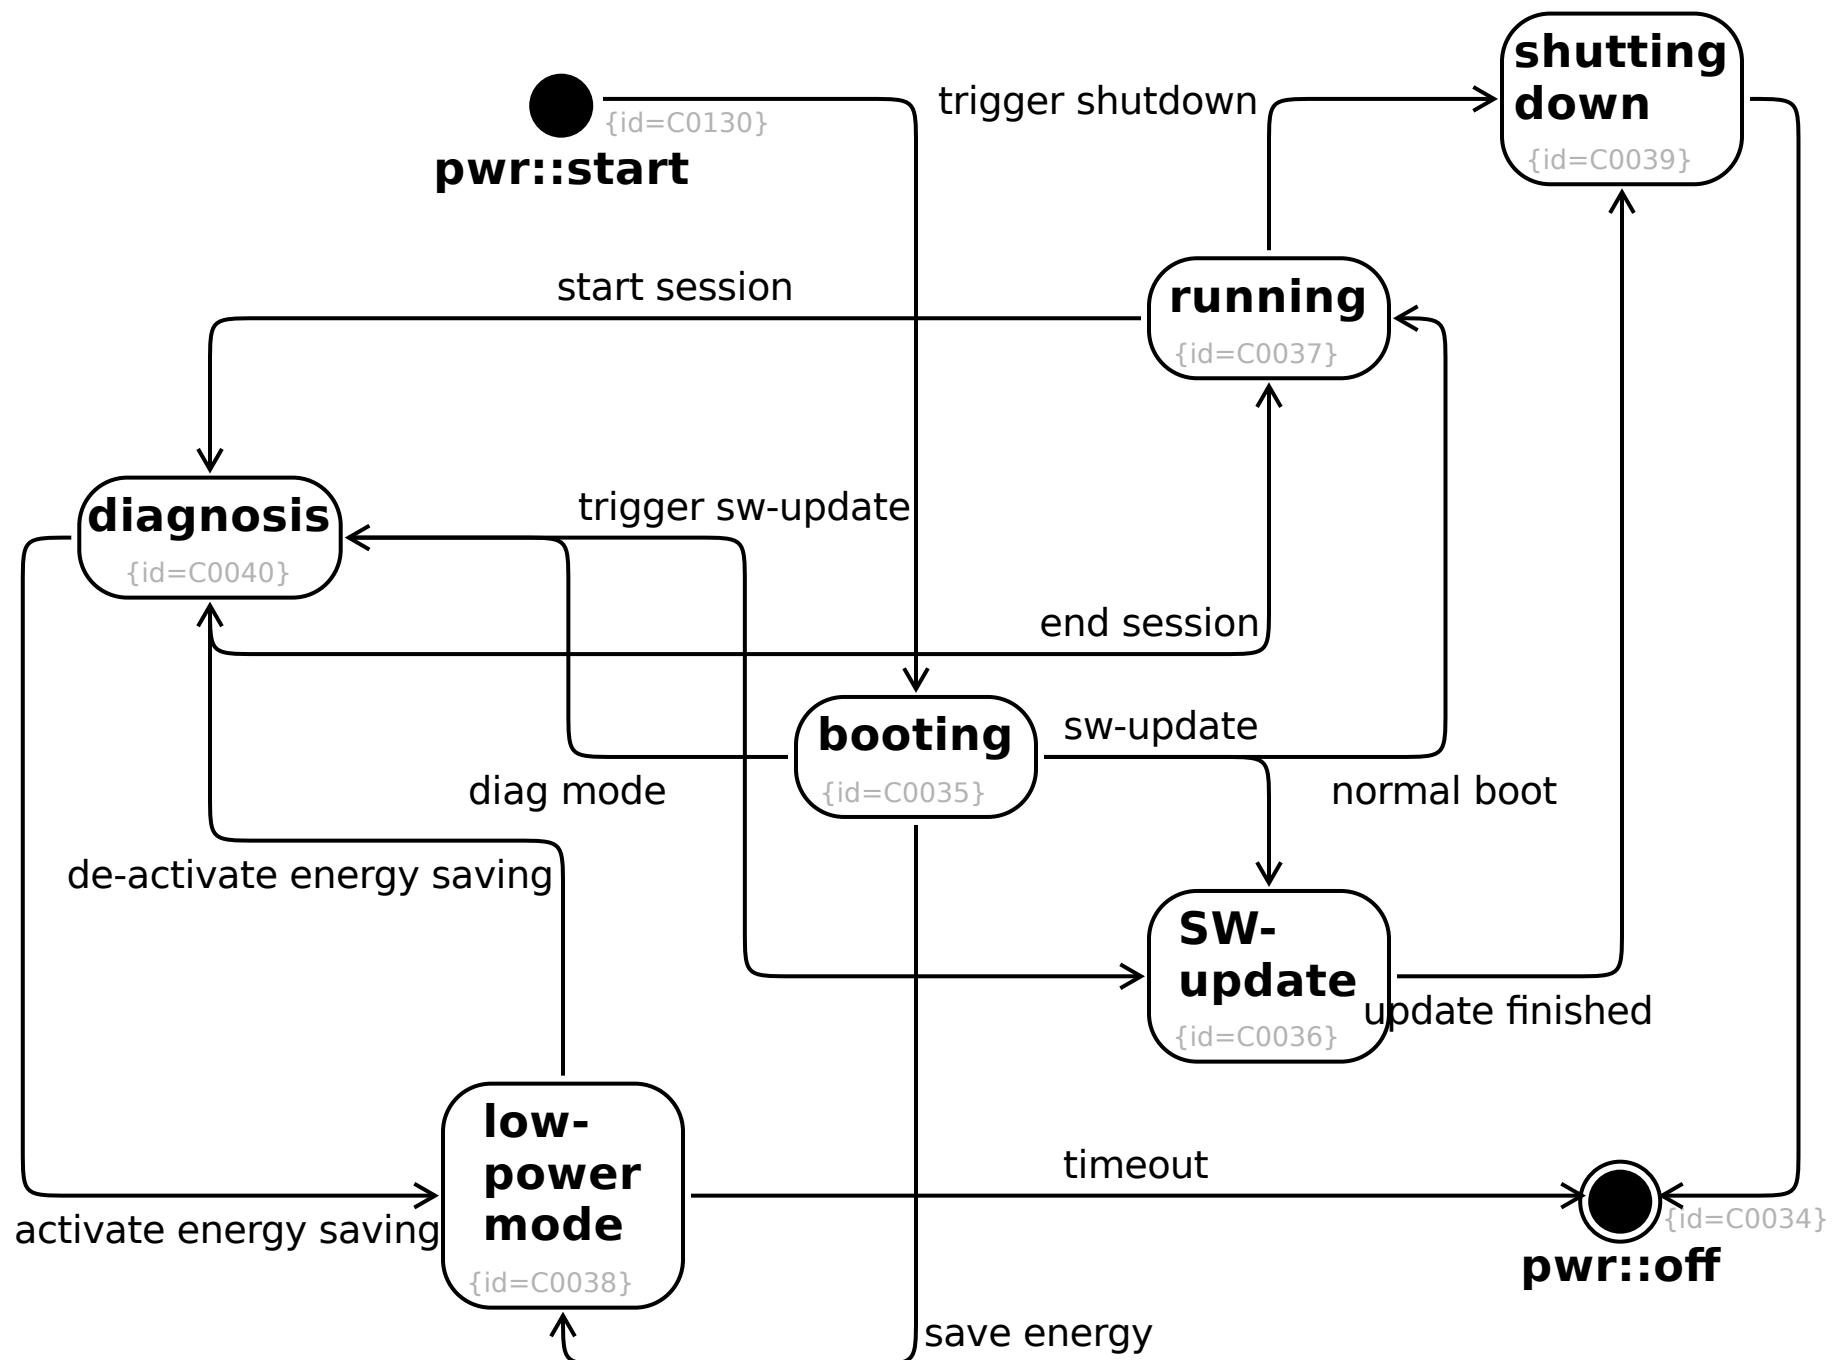 shutting
down
{id=C0039}
trigger shutdown
{id=C0130}
pwr::start
start session
running
{id=C0037}
diagnosis
{id=C0040}
trigger sw-update
end session
booting
{id=C0035}
sw-update
diag mode
normal boot
de-activate energy saving
SW-
update
{id=C0036}
update finished
low-
power
mode
{id=C0038}
timeout
activate energy saving
{id=C0034}
pwr::off
save energy